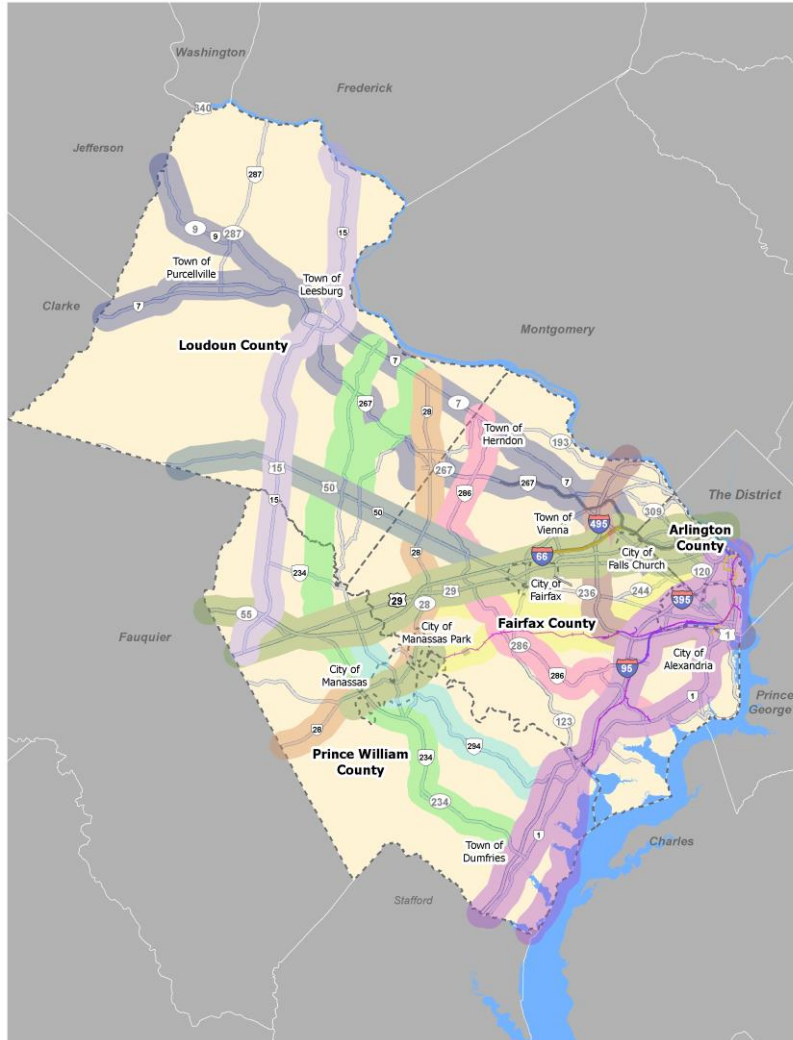 Washington
Frederick
340
Jefferson
287
9
9
287
15
Town of
Purcellville
Town of
Leesburg
Clarke
7
Loudoun County
Montgomery
7
267
28
7
Town of
Herndon
193
15
50
267
286
267
7
The District
15
50
495
309
Town of
Vienna
Arlington
County
28
66
City of
Falls Church
120
234
29
City of
Fairfax
236
244
395
29
28
55
Fairfax County
1
Fauquier
City of
Manassas Park
286
City of
Alexandria
City of
Manassas
286
95
1
Prince
George
28
123
294
Prince William
County
234
234
1
Charles
Town of
Dumfries
Stafford